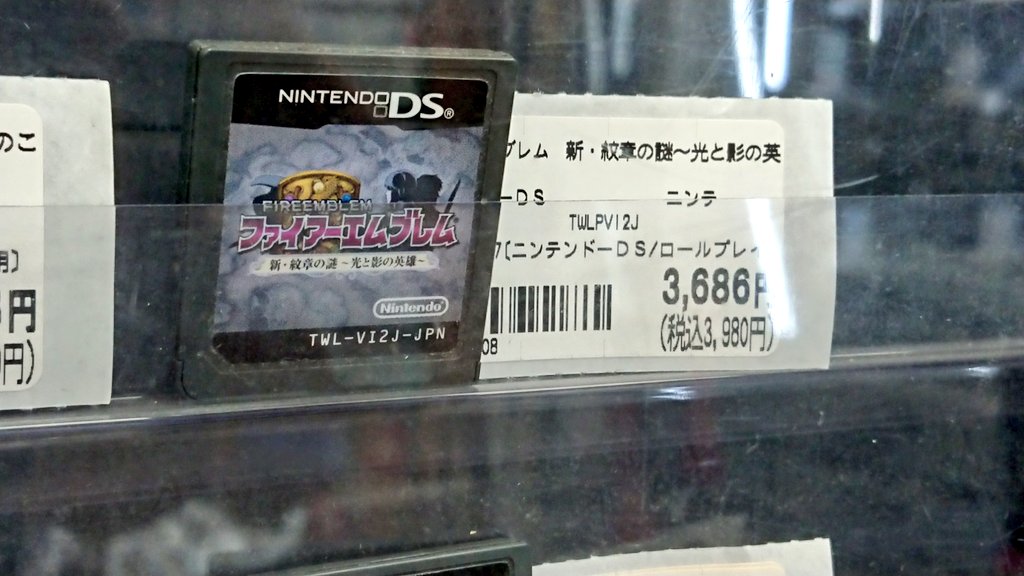 のこ
月〕
円
円)
NINTENDO DS®
FIREEMBLEM
ファイアーエムブレム
新・紋章の謎～光と影の英雄～
Nintendo
TWL-VI2J-JPN
ブレム 新・紋章の謎～光と影の英
ーDS ニンテ
TWLPVI2J
7〔ニンテンドーDS/ロールプレイ
3,686円
(税込3,980円)
08